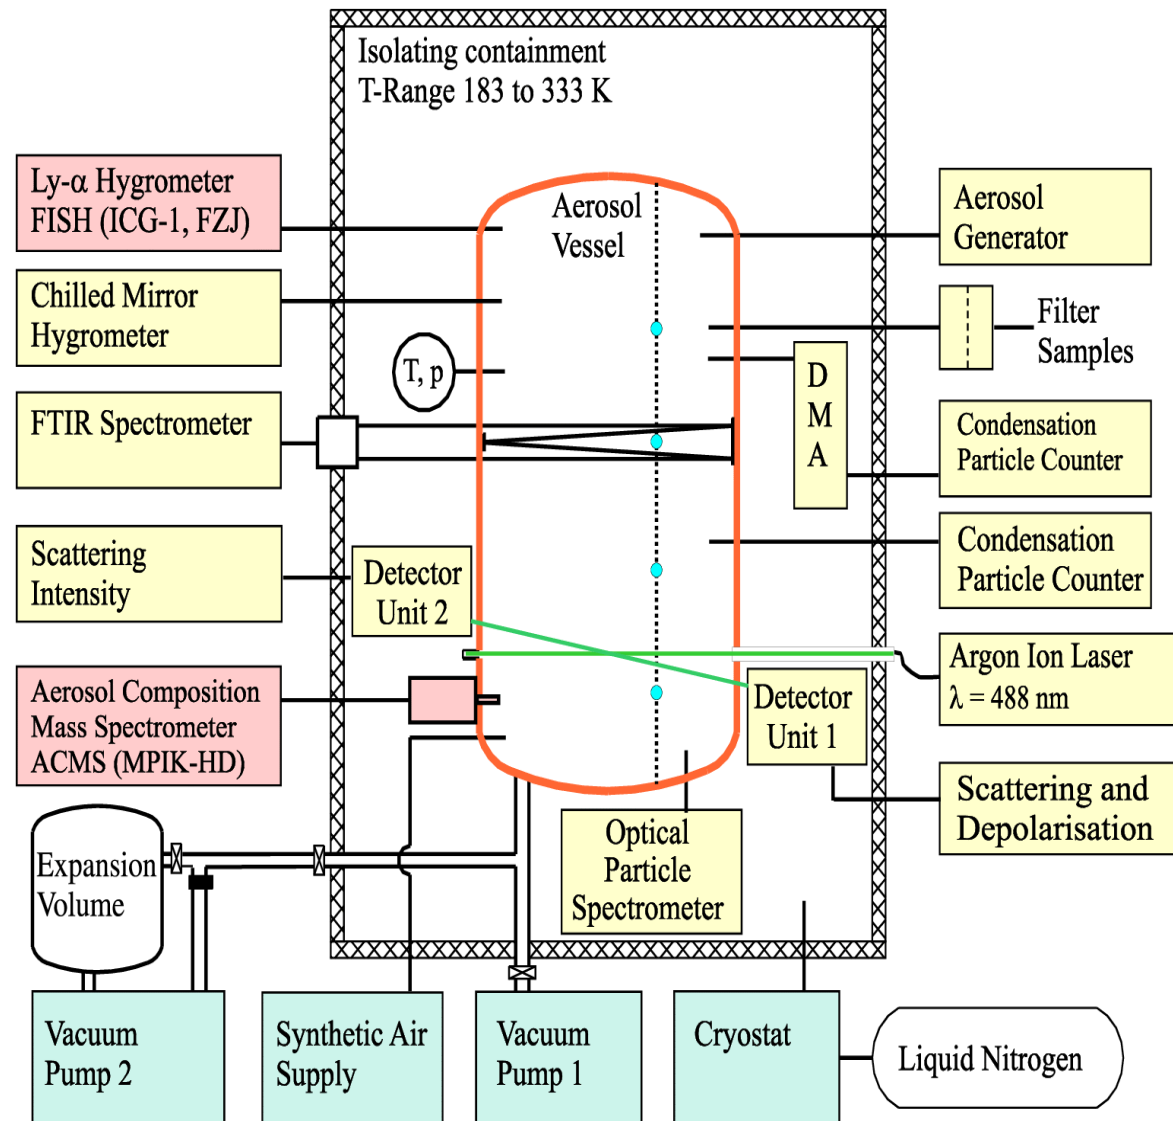 Isolating containment
T-Range 183 to 333 K
Ly-α Hygrometer
FISH (ICG-1, FZJ)
Chilled Mirror
Hygrometer
T, p
FTIR Spectrometer
Scattering
Intensity
Detector
Unit 2
Aerosol Composition
Mass Spectrometer
ACMS (MPIK-HD)
Aerosol
Vessel
Aerosol
Generator
Filter
Samples
D
M
A
Condensation
Particle Counter
Condensation
Particle Counter
Argon Ion Laser
λ = 488 nm
Detector
Unit 1
Scattering and
Depolarisation
Optical
Particle
Spectrometer
Expansion
Volume
Vacuum
Pump 2
Synthetic Air
Supply
Vacuum
Pump 1
Cryostat
Liquid Nitrogen